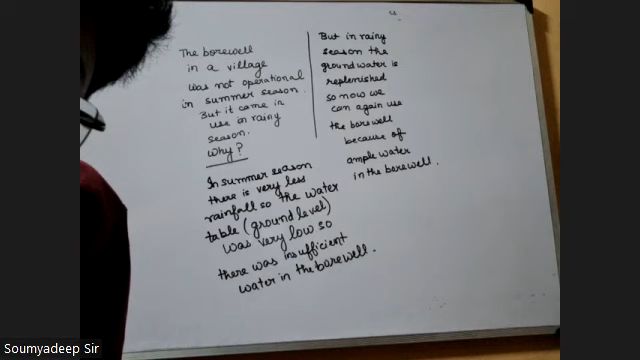 The borewell
in a village
was not operational
in summer season.
But it came in
use in rainy
season.
Why?
In summer season
there is very less
rainfall so the water
table (ground level)
was very low so
there was insufficient
water in the borewell.
But in rainy
season the
groundwater is
replenished
so now we
can again use
the borewell
because of
ample water
in the borewell.
Soumyadeep Sir